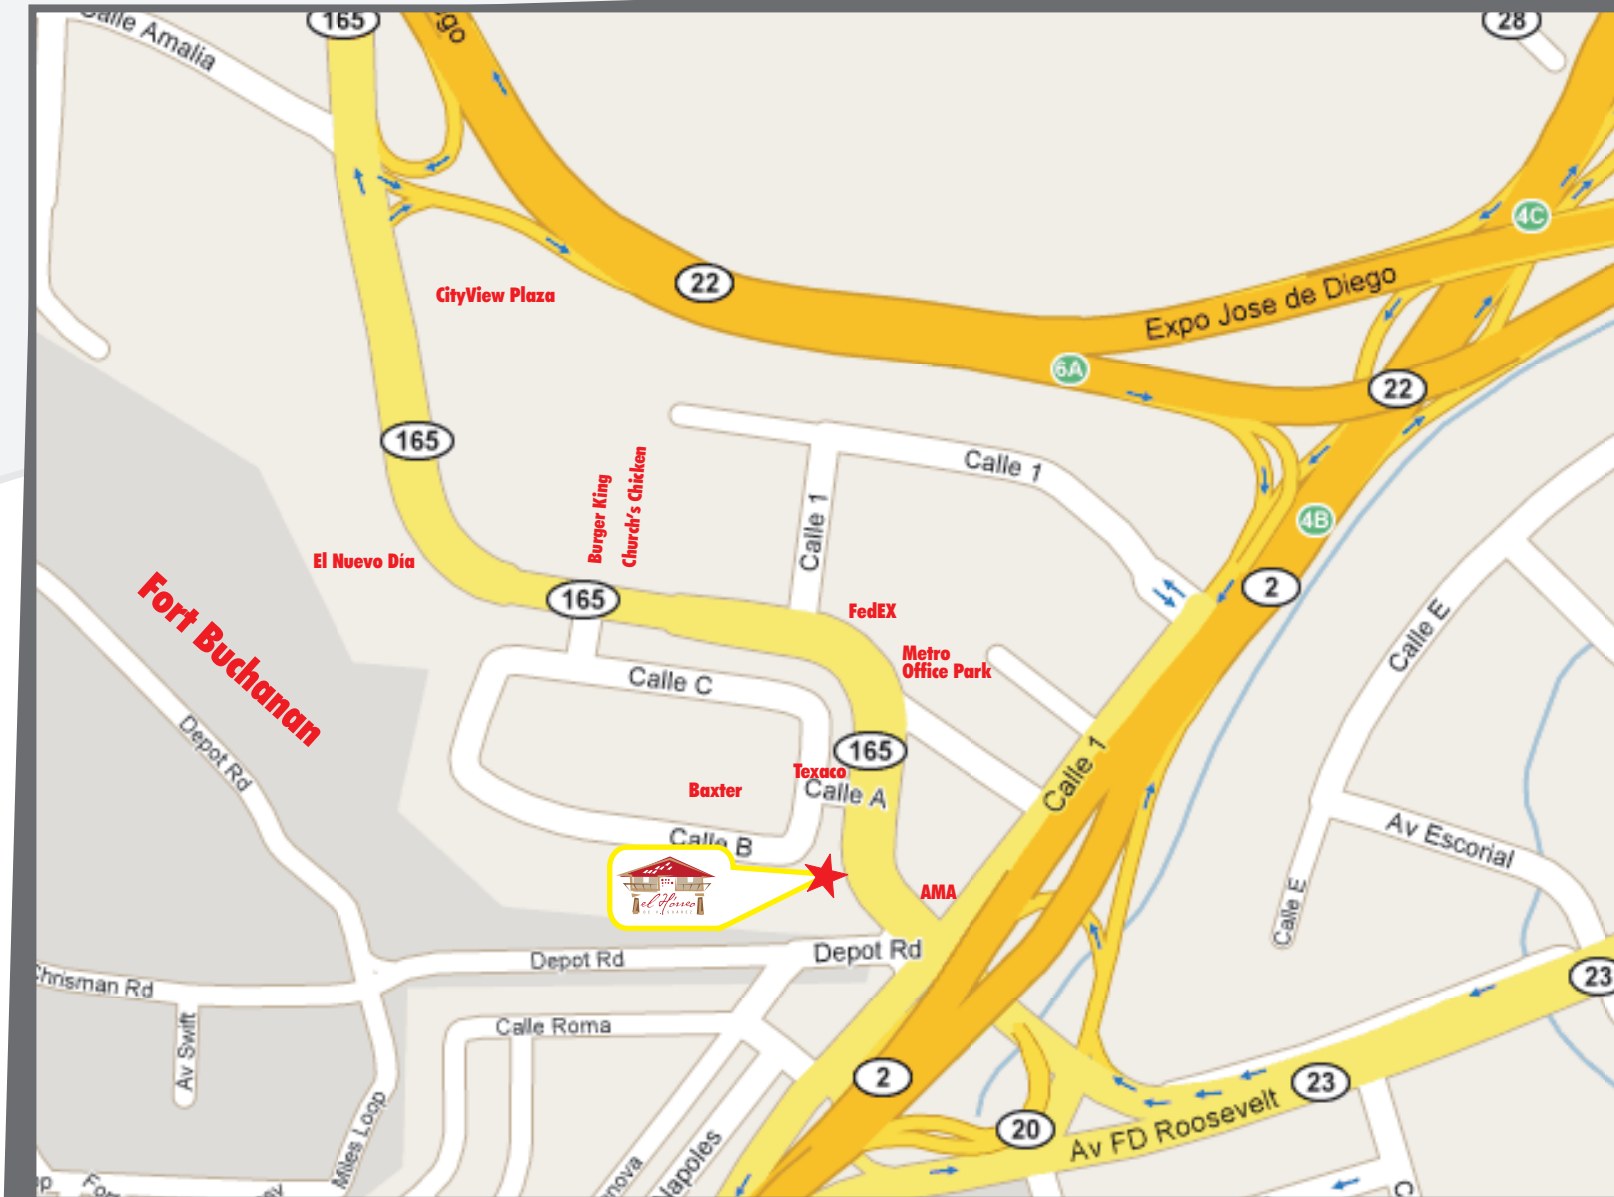 165
Calle Amalia
28
4C
22
CityView Plaza
Expo Jose de Diego
6A
22
165
Calle 1
Burger King
Church's Chicken
Calle 1
4B
El Nuevo Día
2
165
Fort Buchanan
FedEX
Metro
Office Park
Calle E
Calle C
Depot Rd
165
Texaco
Calle A
Calle 1
Baxter
Calle B
Av Escorial
el Hórreo
AMA
Calle E
Depot Rd
Depot Rd
23
Chrisman Rd
Calle Roma
Av Swift
2
23
Miles Loop
20
Av FD Roosevelt